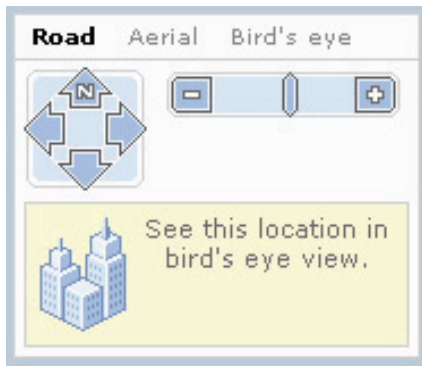 Road Aerial Bird's eye
N
- +
See this location in
bird's eye view.